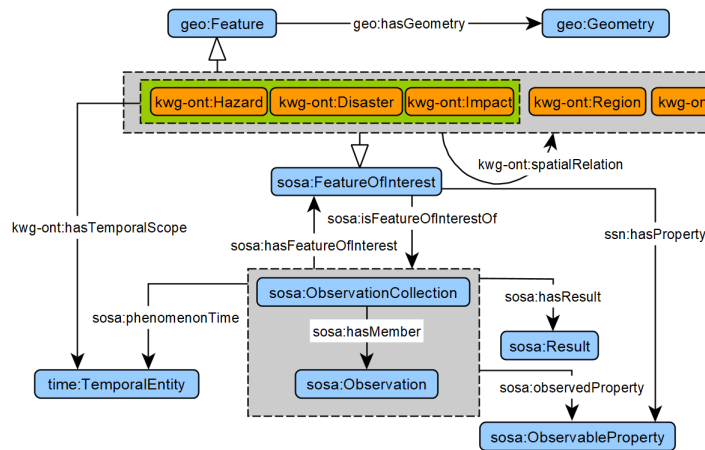 geo:Feature
geo:hasGeometry
geo:Geometry
kwg-ont:Hazard
kwg-ont:Disaster
kwg-ont:Impact
kwg-ont:Region
kwg-on
kwg-ont:spatialRelation
sosa:FeatureOfInterest
sosa:isFeatureOfInterestOf
kwg-ont:hasTemporalScope
ssn:hasProperty
sosa:hasFeatureOfInterest
sosa:ObservationCollection
sosa:hasResult
sosa:phenomenonTime
sosa:hasMember
sosa:Result
time:TemporalEntity
sosa:Observation
sosa:observedProperty
sosa:ObservableProperty